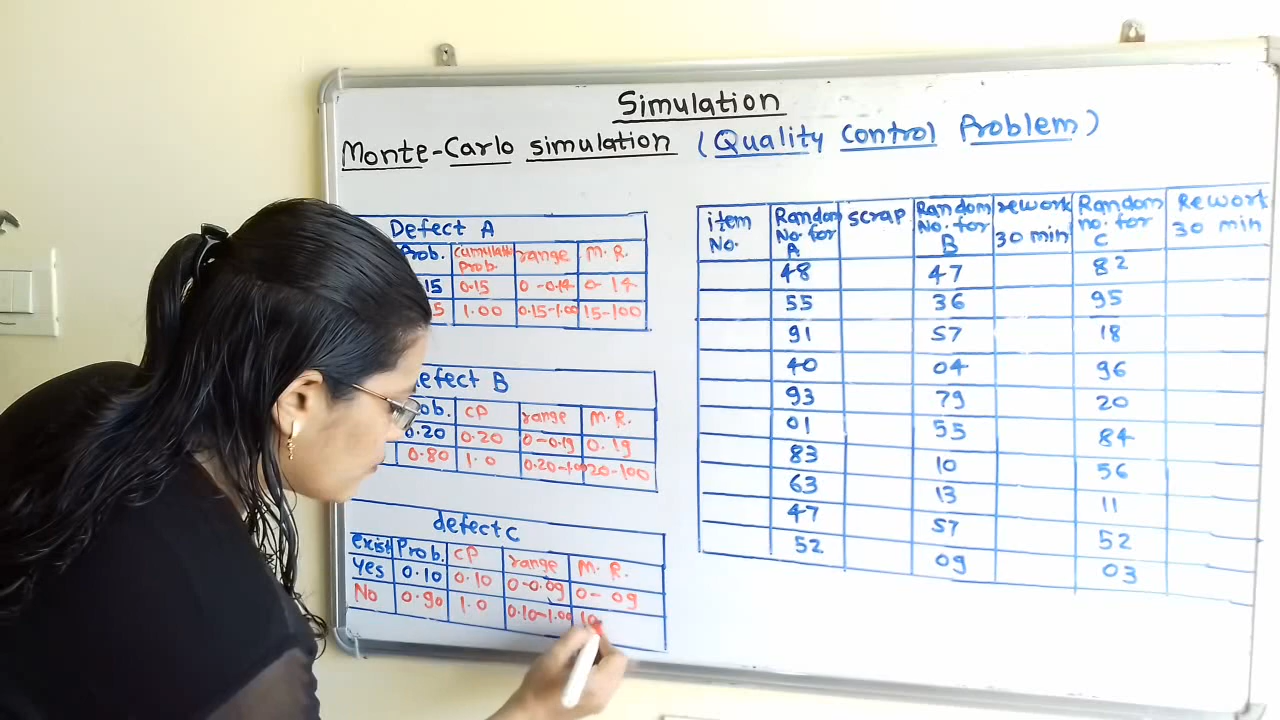 Simulation
Monte-Carlo simulation (Quality control Problem)
Defect A
Prob. cumulati Prob. range M. R.
15 0.15 0-0.14 0-14
5 1.00 0.15-1.00 15-100
efect B
ob. CP range M. R.
0.20 0.20 0-0.19 0.19
0.80 1.0 0.20-1.00 20-100
defect C
exist Prob. CP range M. R.
Yes 0.10 0.10 0-0.09 0-09
No 0.90 1.0 0.10-1.00 10
item No. Random No. for A scrap Random No. for B rework 30 min Random no. for C Rework 30 min
48 47 82
55 36 95
91 57 18
40 04 96
93 79 20
01 55 84
83 10 56
63 13 11
47 57 52
52 09 03